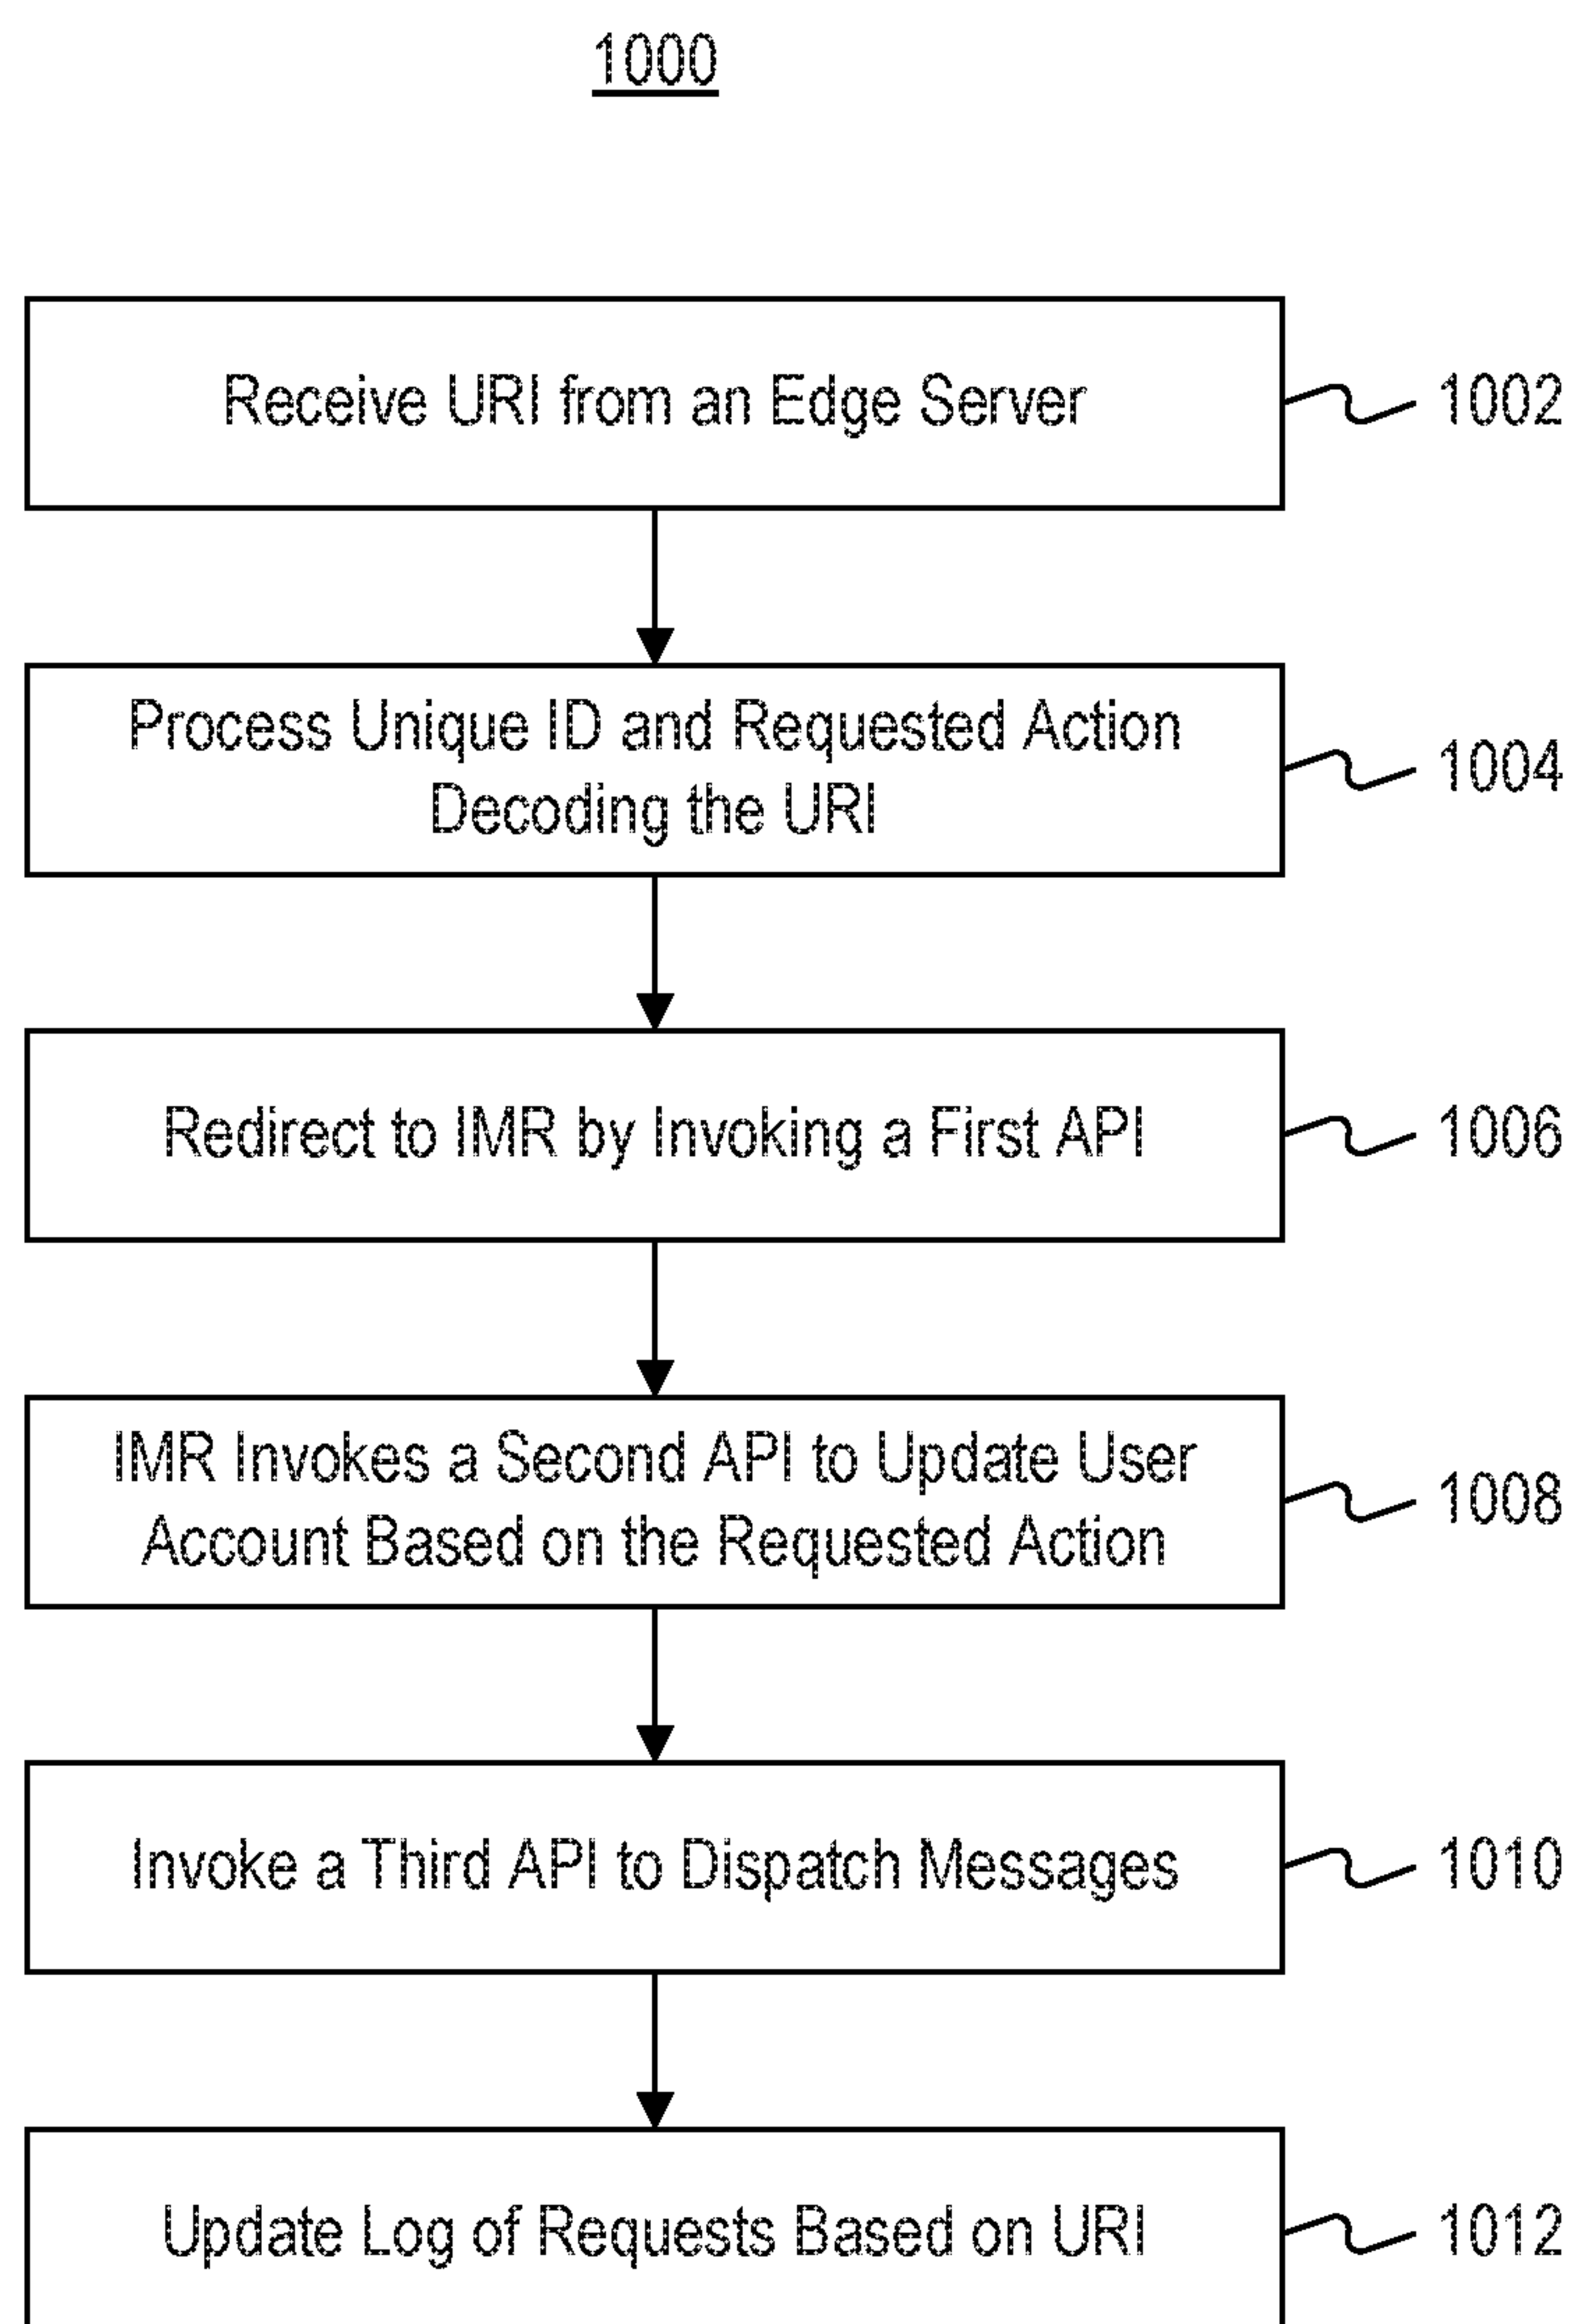 1000
Receive URI from an Edge Server
1002
Process Unique ID and Requested Action
Decoding the URI
1004
Redirect to IMR by Invoking a First API
1006
IMR Invokes a Second API to Update User
Account Based on the Requested Action
1008
Invoke a Third API to Dispatch Messages
1010
Update Log of Requests Based on URI
1012